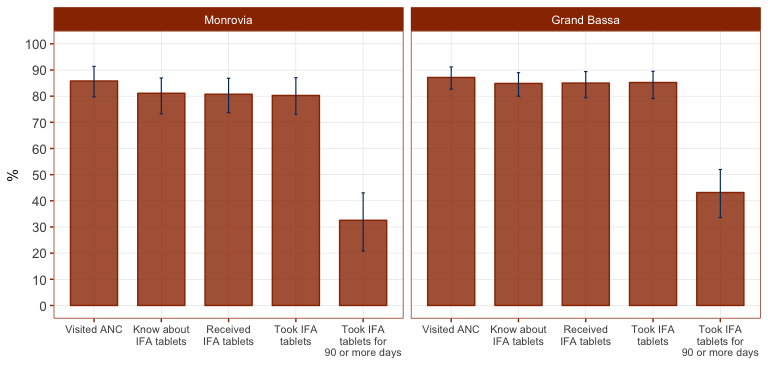 Monrovia
Grand Bassa
%
100
90
80
70
60
50
40
30
20
10
0
Visited ANC
Know about
IFA tablets
Received
IFA tablets
Took IFA
tablets
Took IFA
tablets for
90 or more days
Visited ANC
Know about
IFA tablets
Received
IFA tablets
Took IFA
tablets
Took IFA
tablets for
90 or more days